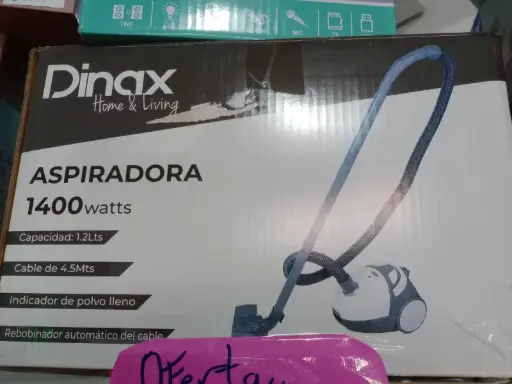 Dinax
Home & Living
ASPIRADORA
1400watts
Capacidad: 1.2Lts
Cable de 4.5Mts
Indicador de polvo lleno
Rebobinador automático del cable
MIC